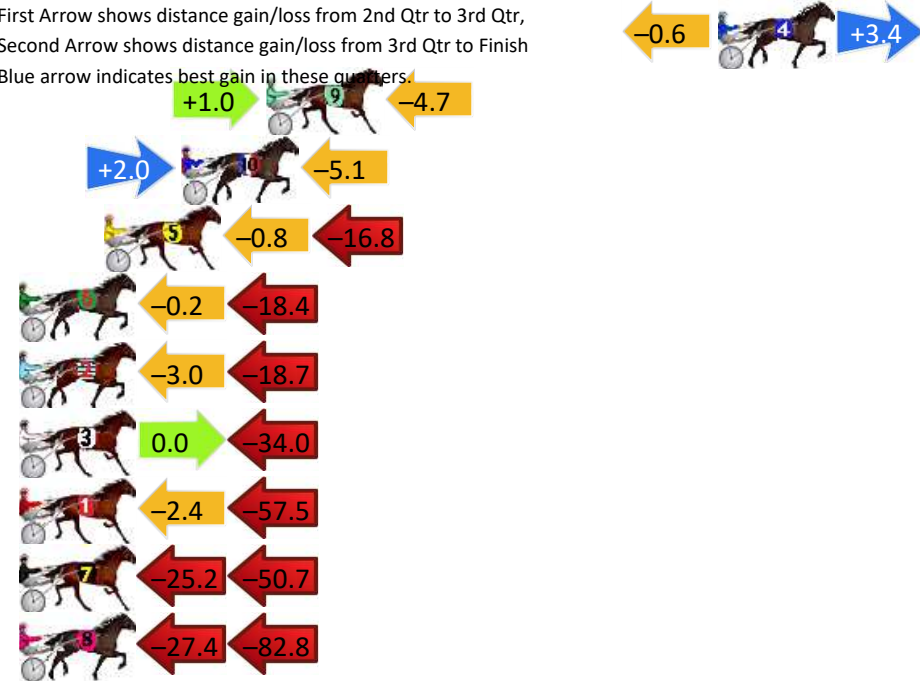 First Arrow shows distance gain/loss from 2nd Qtr to 3rd Qtr,
Second Arrow shows distance gain/loss from 3rd Qtr to Finish
Blue arrow indicates best gain in these quarters.
–0.6 4 +3.4
+1.0 9 –4.7
+2.0 10 –5.1
5 –0.8 –16.8
6 –0.2 –18.4
2 –3.0 –18.7
3 0.0 –34.0
1 –2.4 –57.5
7 –25.2 –50.7
8 –27.4 –82.8